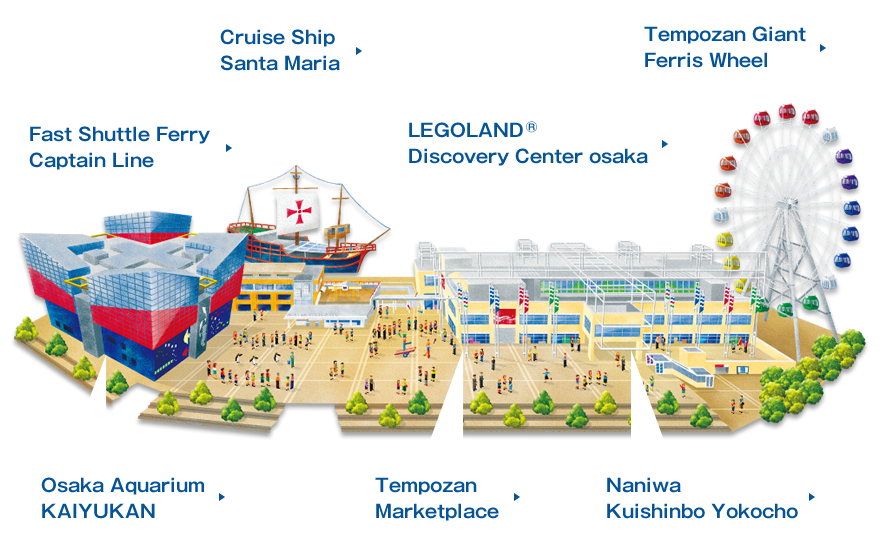 Cruise Ship
Santa Maria
Tempozan Giant
Ferris Wheel
Fast Shuttle Ferry
Captain Line
LEGOLAND®
Discovery Center osaka
Osaka Aquarium
KAIYUKAN
Tempozan
Marketplace
Naniwa
Kuishinbo Yokocho